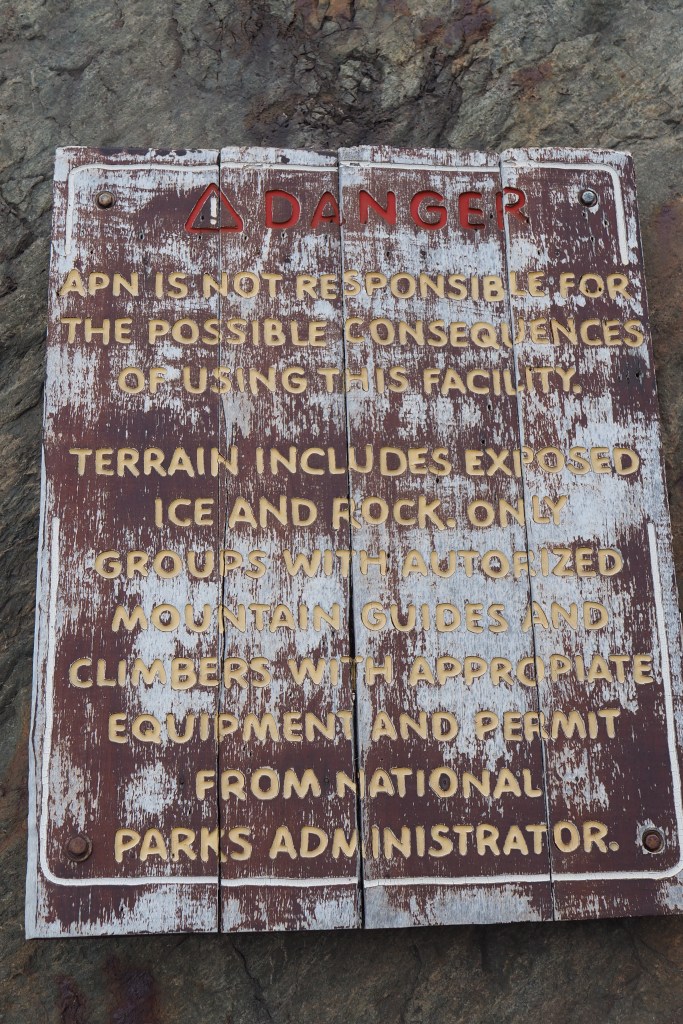 ! DANGER
APN IS NOT RESPONSIBLE FOR
THE POSSIBLE CONSEQUENCES
OF USING THIS FACILITY.
TERRAIN INCLUDES EXPOSED
ICE AND ROCK. ONLY
GROUPS WITH AUTORIZED
MOUNTAIN GUIDES AND
CLIMBERS WITH APPROPIATE
EQUIPMENT AND PERMIT
FROM NATIONAL
PARKS ADMINISTRATOR.